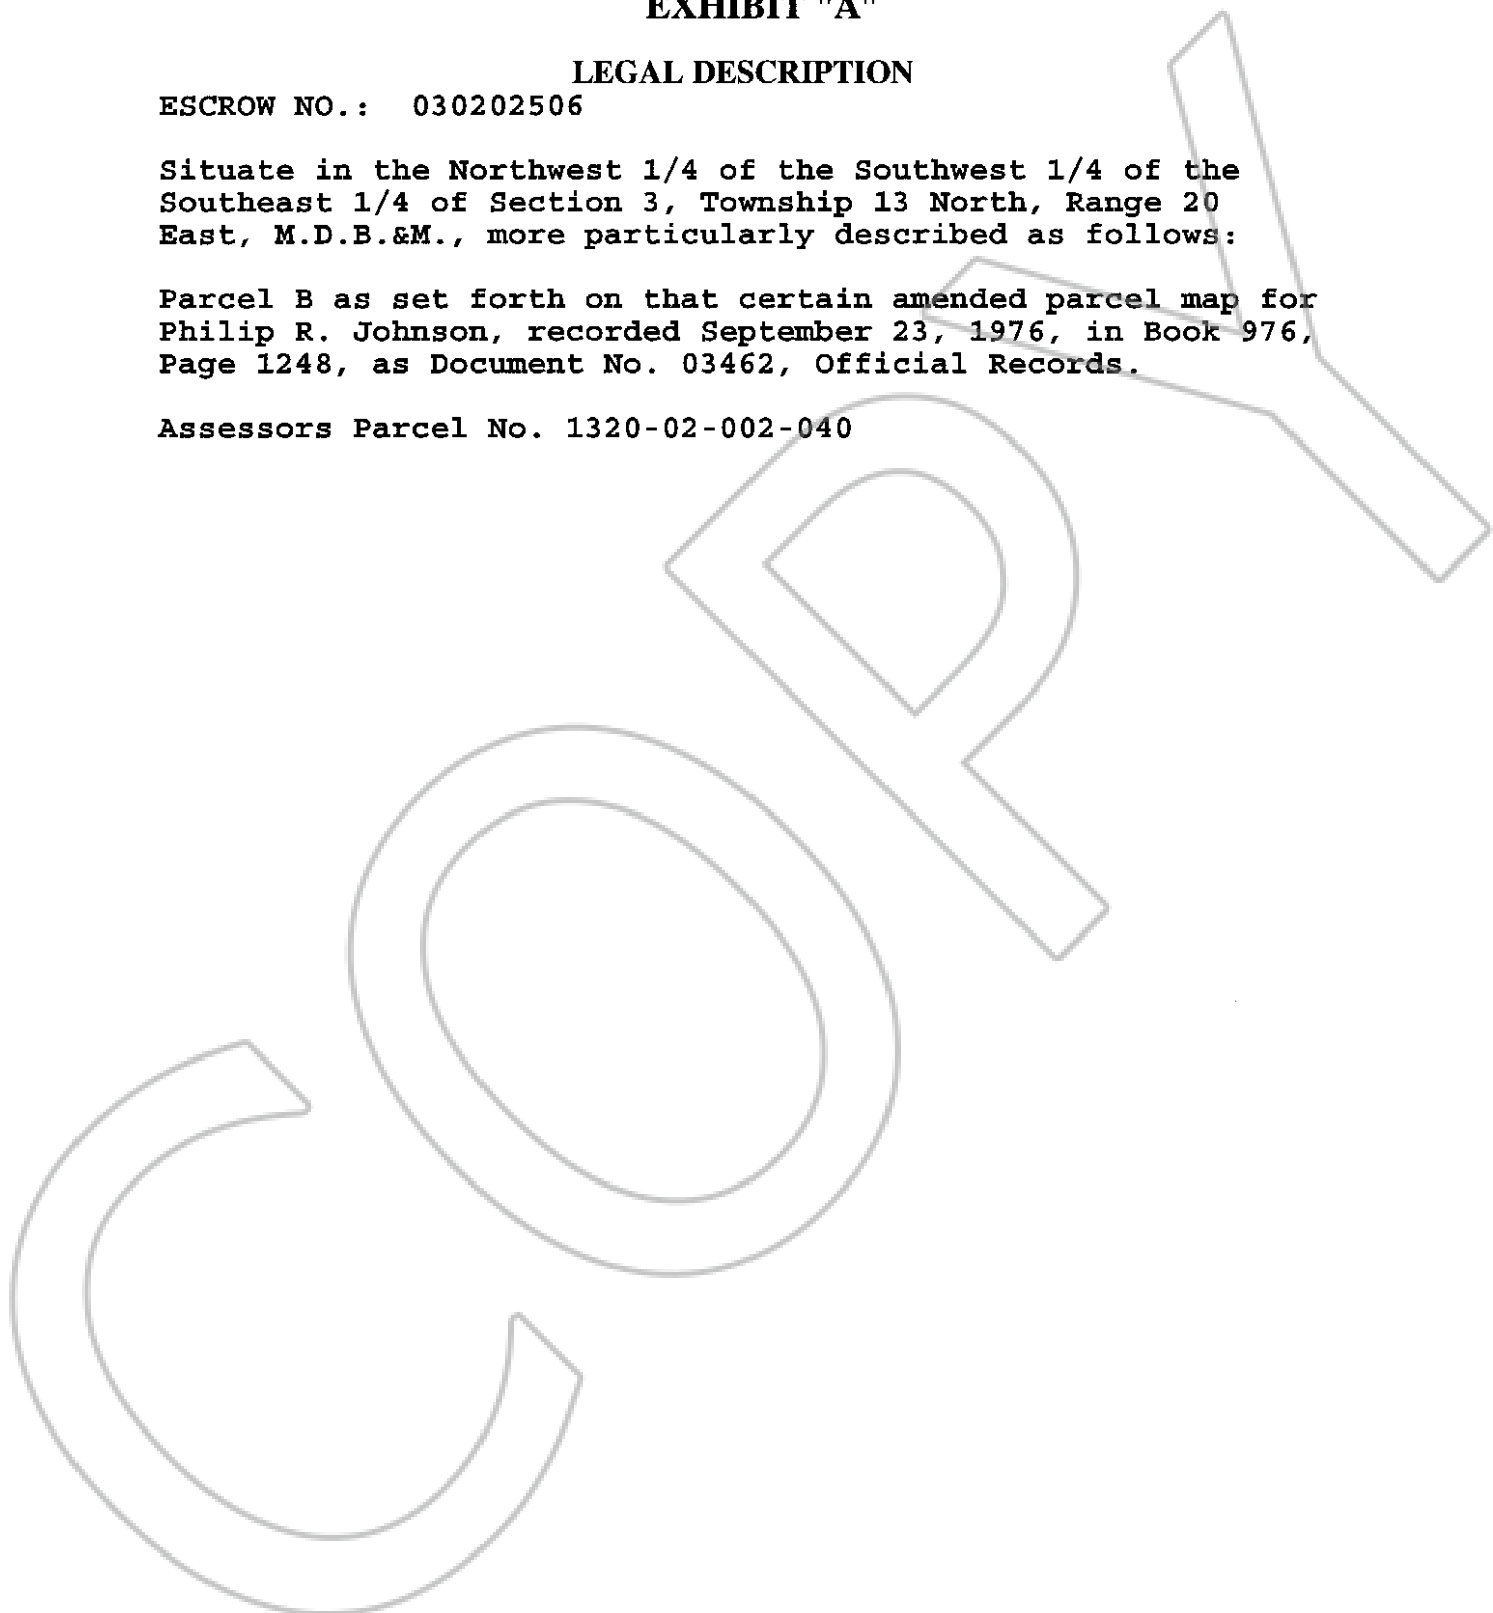 EXHIBIT "A"
LEGAL DESCRIPTION
ESCROW NO.: 030202506
Situate in the Northwest 1/4 of the Southwest 1/4 of the
Southeast 1/4 of Section 3, Township 13 North, Range 20
East, M.D.B.&M., more particularly described as follows:
Parcel B as set forth on that certain amended parcel map for
Philip R. Johnson, recorded September 23, 1976, in Book 976,
Page 1248, as Document No. 03462, Official Records.
Assessors Parcel No. 1320-02-002-040
COPY